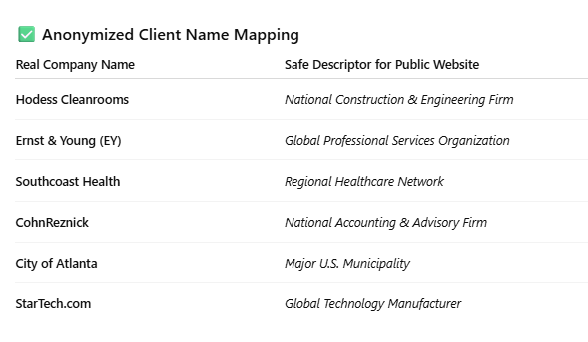 ✅ Anonymized Client Name Mapping
Real Company Name Safe Descriptor for Public Website
Hodess Cleanrooms National Construction & Engineering Firm
Ernst & Young (EY) Global Professional Services Organization
Southcoast Health Regional Healthcare Network
CohnReznick National Accounting & Advisory Firm
City of Atlanta Major U.S. Municipality
StarTech.com Global Technology Manufacturer